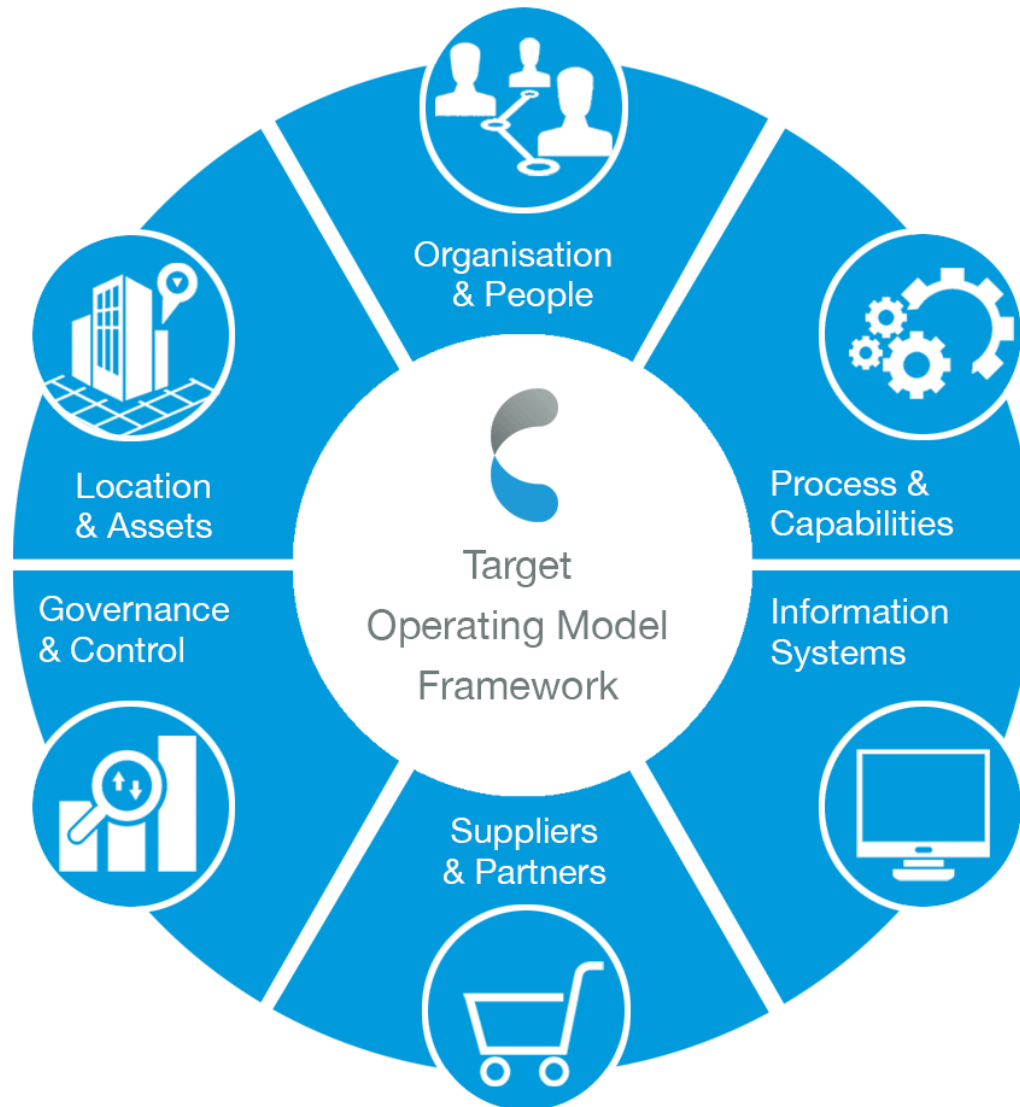 Organisation
& People
Process &
Capabilities
Information
Systems
Suppliers
& Partners
Governance
& Control
Location
& Assets
Target
Operating Model
Framework